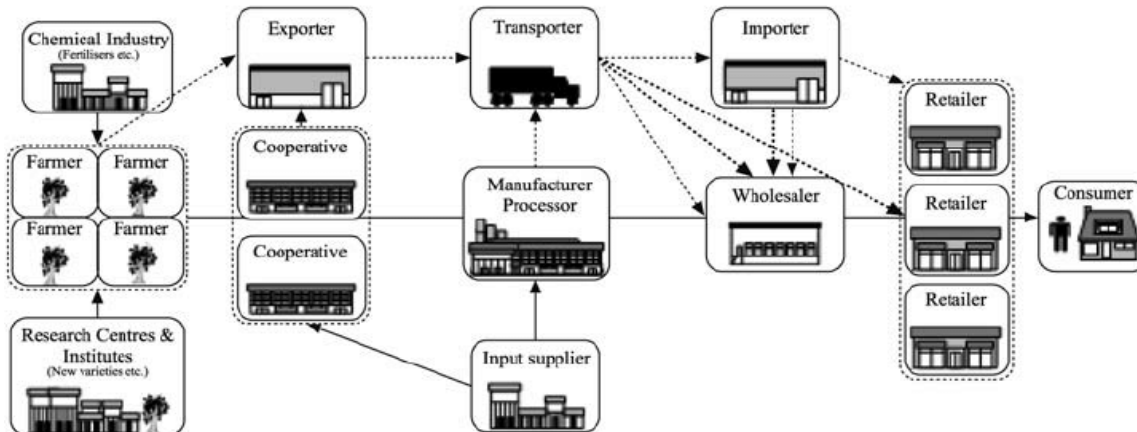 Chemical Industry
(Fertilisers etc.)
Exporter
Transporter
Importer
Retailer
Farmer
Farmer
Cooperative
Manufacturer
Processor
Wholesaler
Retailer
Consumer
Farmer
Farmer
Cooperative
Retailer
Research Centres &
Institutes
(New varieties etc.)
Input supplier